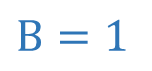 B = 1